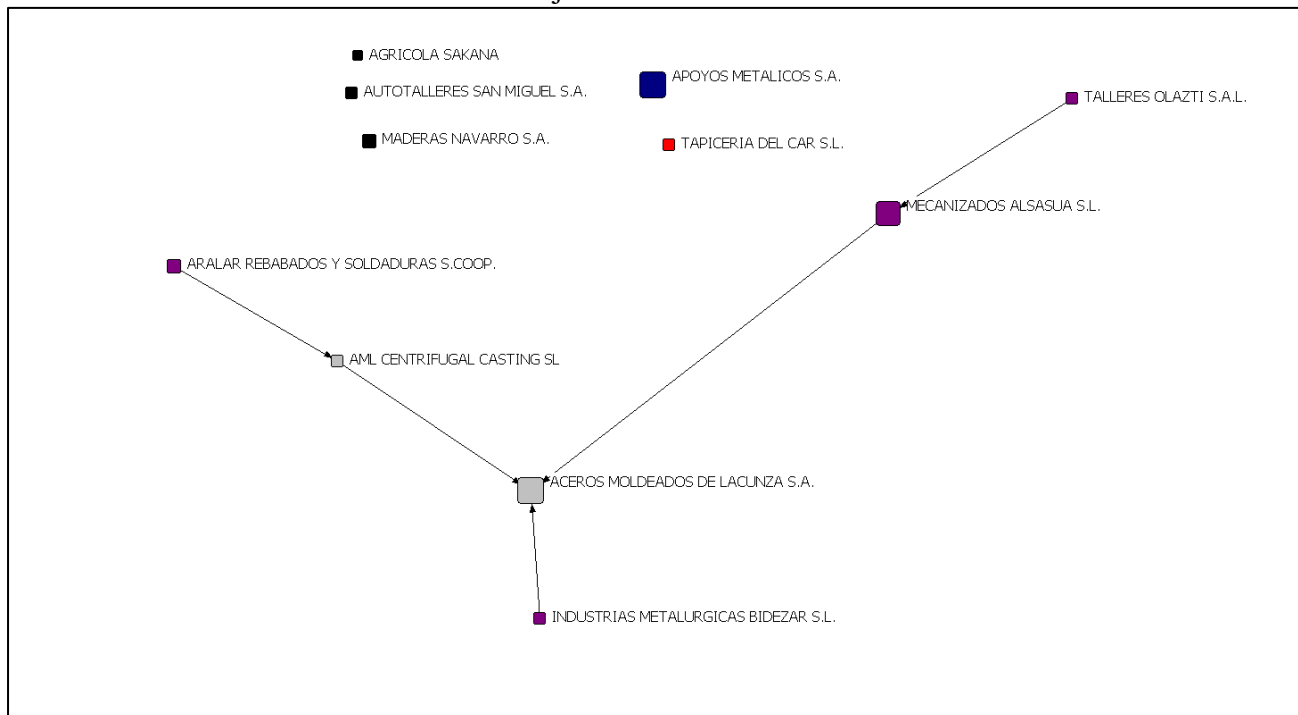 AGRICOLA SAKANA
APOYOS METALICOS S.A.
AUTOTALLERES SAN MIGUEL S.A.
TALLERES OLAZTI S.A.L.
MADERAS NAVARRO S.A.
TAPICERIA DEL CAR S.L.
MECANIZADOS ALSASUA S.L.
ARALAR REBABADOS Y SOLDADURAS S.COOP.
AML CENTRIFUGAL CASTING SL
ACEROS MOLDEADOS DE LACUNZA S.A.
INDUSTRIAS METALURGICAS BIDEZAR S.L.